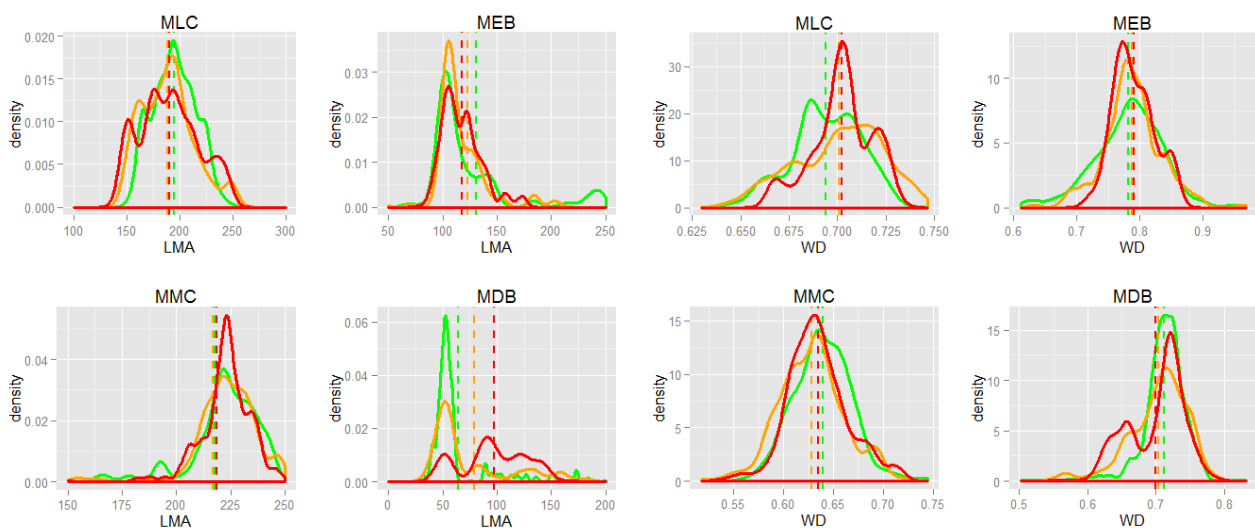 MLC
MEB
MLC
MEB
density
0.020
0.015
0.010
0.005
0.000
100 150 200 250 300
LMA
density
0.03
0.02
0.01
0.00
50 100 150 200 250
LMA
density
30
20
10
0
0.625 0.650 0.675 0.700 0.725 0.750
WD
density
10
5
0
0.6 0.7 0.8 0.9
WD
MMC
MDB
MMC
MDB
density
0.04
0.02
0.00
150 175 200 225 250
LMA
density
0.06
0.04
0.02
0.00
0 50 100 150 200
LMA
density
15
10
5
0
0.55 0.60 0.65 0.70 0.75
WD
density
15
10
5
0
0.5 0.6 0.7 0.8
WD